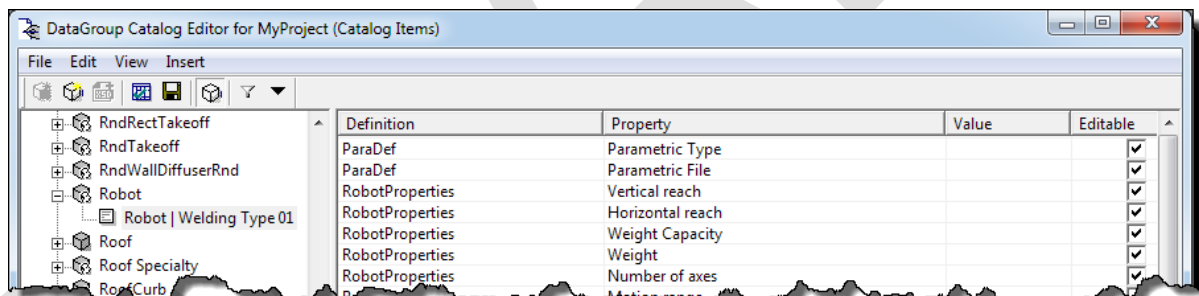 DataGroup Catalog Editor for MyProject (Catalog Items)
File Edit View Insert
RndRectTakeoff
RndTakeoff
RndWallDiffuserRnd
Robot
Robot | Welding Type 01
Roof
Roof Specialty
RoofCurb
Definition Property Value Editable
ParaDef Parametric Type
ParaDef Parametric File
RobotProperties Vertical reach
RobotProperties Horizontal reach
RobotProperties Weight Capacity
RobotProperties Weight
RobotProperties Number of axes
Motion range